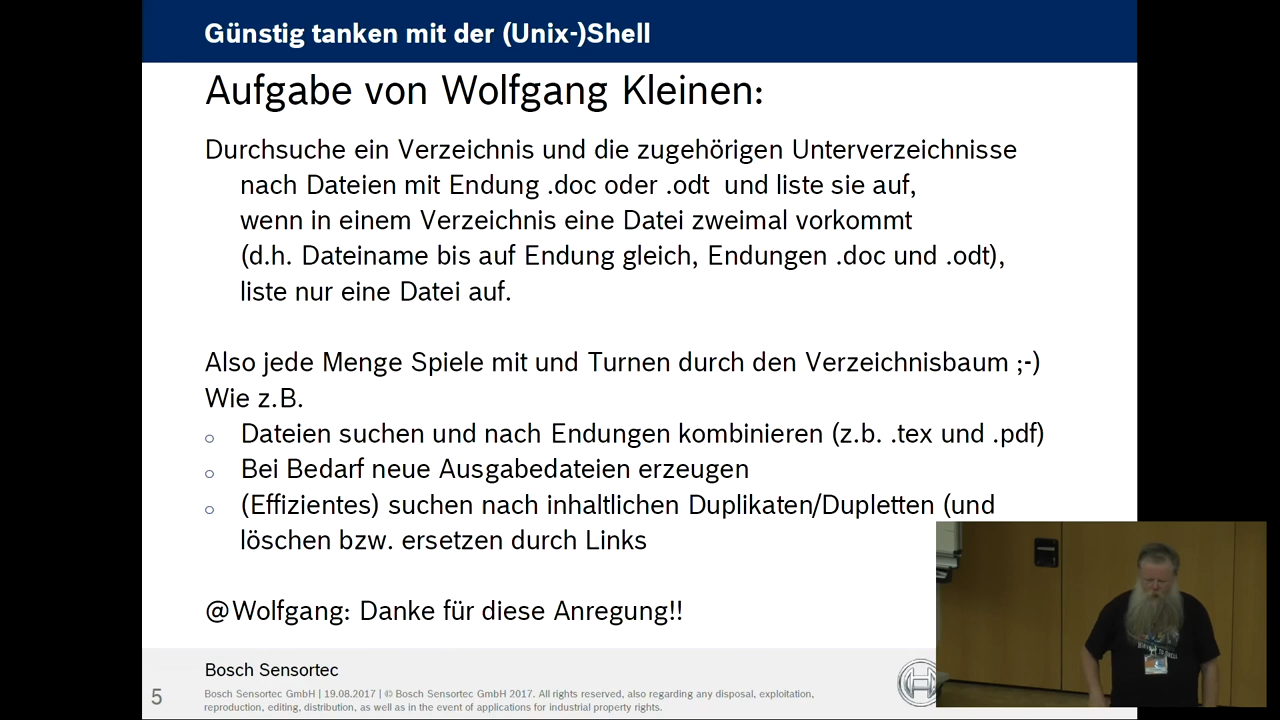 Günstig tanken mit der (Unix-)Shell
Aufgabe von Wolfgang Kleinen:
Durchsuche ein Verzeichnis und die zugehörigen Unterverzeichnisse
nach Dateien mit Endung .doc oder .odt und liste sie auf,
wenn in einem Verzeichnis eine Datei zweimal vorkommt
(d.h. Dateiname bis auf Endung gleich, Endungen .doc und .odt),
liste nur eine Datei auf.
Also jede Menge Spiele mit und Turnen durch den Verzeichnisbaum ;-)
Wie z.B.
o Dateien suchen und nach Endungen kombinieren (z.b. .tex und .pdf)
o Bei Bedarf neue Ausgabedateien erzeugen
o (Effizientes) suchen nach inhaltlichen Duplikaten/Dupletten (und
löschen bzw. ersetzen durch Links
@Wolfgang: Danke für diese Anregung!!
Bosch Sensortec
5
Bosch Sensortec GmbH | 19.08.2017 | © Bosch Sensortec GmbH 2017. All rights reserved, also regarding any disposal, exploitation,
reproduction, editing, distribution, as well as in the event of applications for industrial property rights.